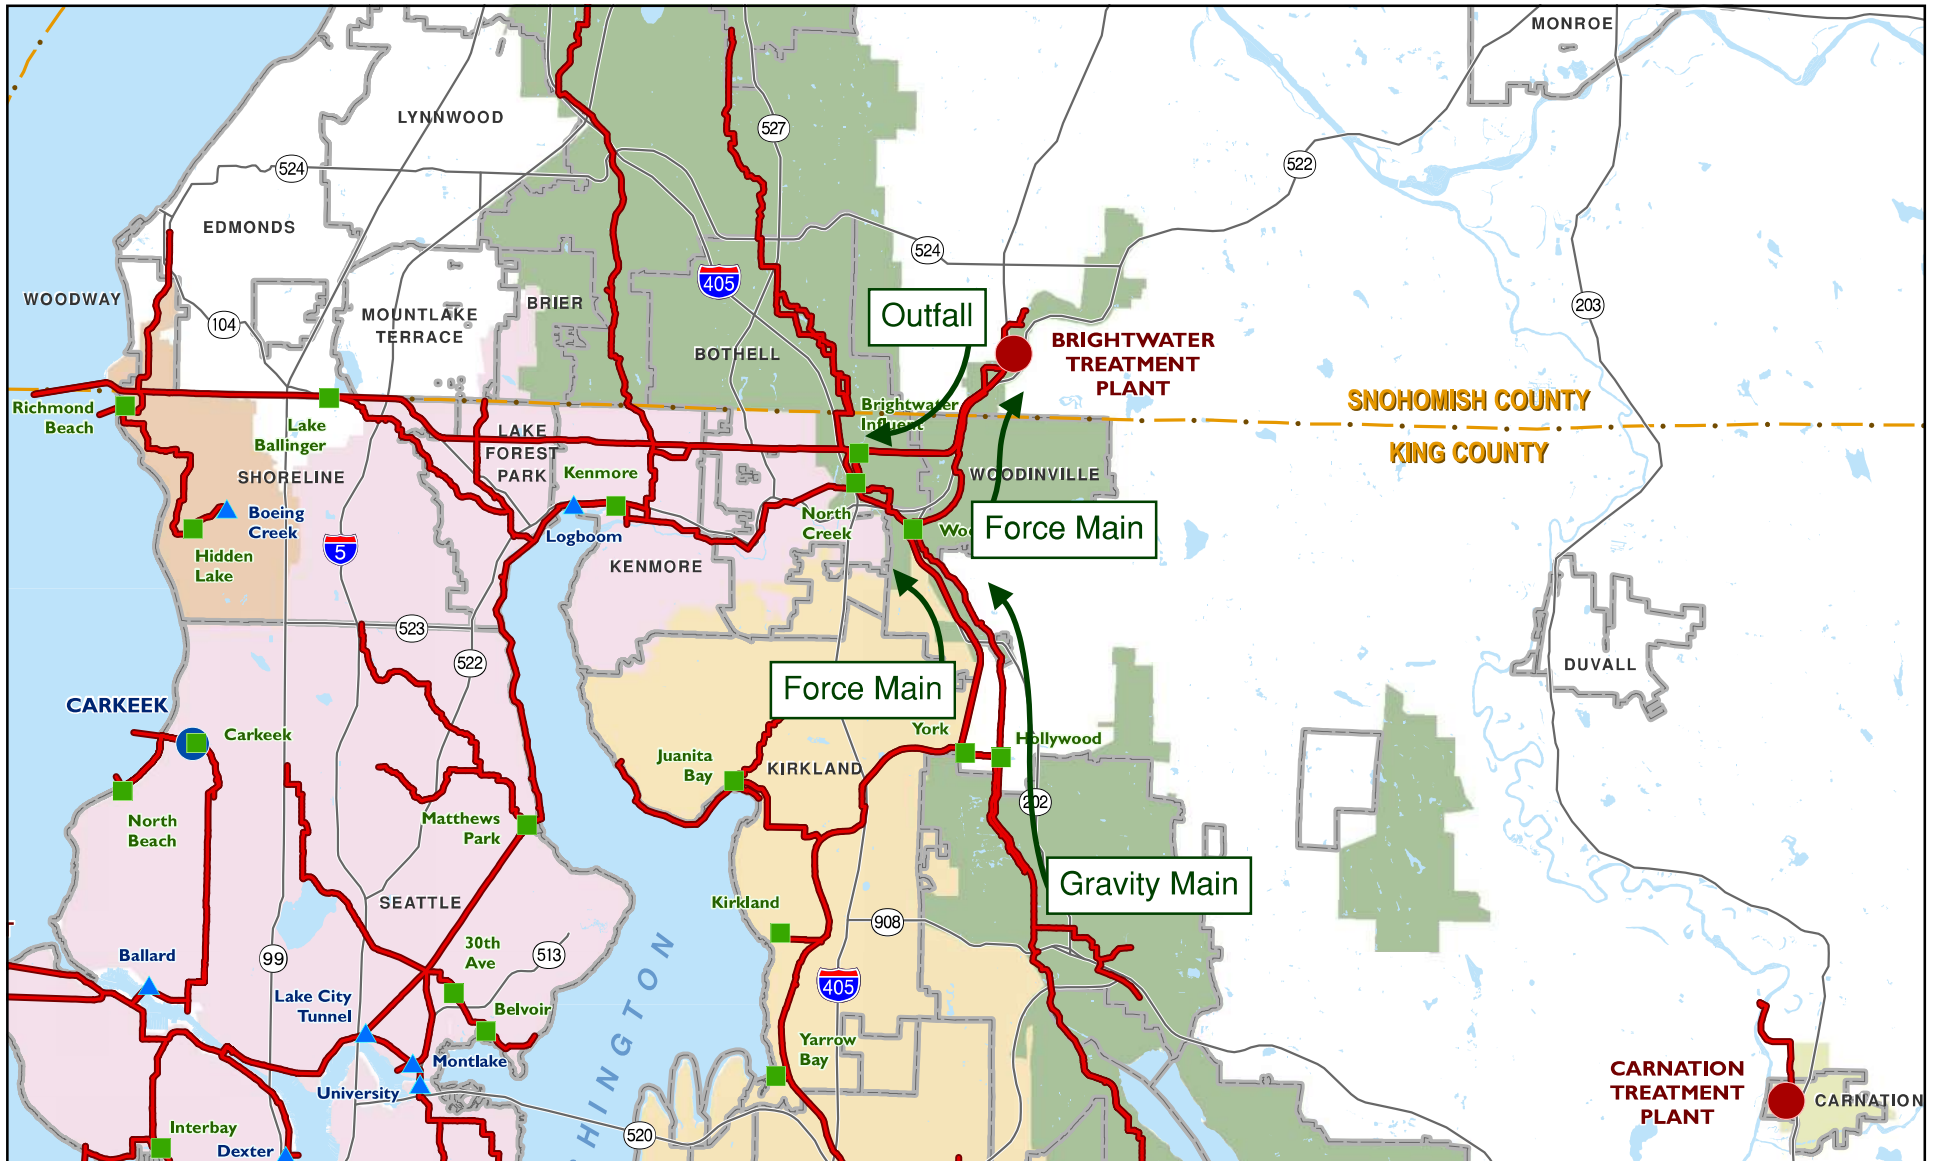 MONROE
LYNNWOOD
527
524
522
EDMONDS
524
405
WOODWAY
BRIER
203
104
MOUNTLAKE
TERRACE
Outfall
BOTHELL
BRIGHTWATER
TREATMENT
PLANT
SNOHOMISH COUNTY
KING COUNTY
Richmond
Beach
Lake
Ballinger
Brightwater
Influent
LAKE
FOREST
PARK
SHORELINE
Kenmore
WOODINVILLE
Boeing
Creek
Hidden
Lake
5
Logboom
North
Creek
Force Main
KENMORE
523
522
DUVALL
Force Main
CARKEEK
Carkeek
York
Hollywood
Juanita
Bay
KIRKLAND
202
North
Beach
Matthews
Park
Gravity Main
SEATTLE
Kirkland
908
30th
Ave
513
Ballard
99
405
Lake City
Tunnel
Belvoir
HINGTON
Yarrow
Bay
Montlake
University
CARNATION
TREATMENT
PLANT
CARNATION
Interbay
520
Dexter